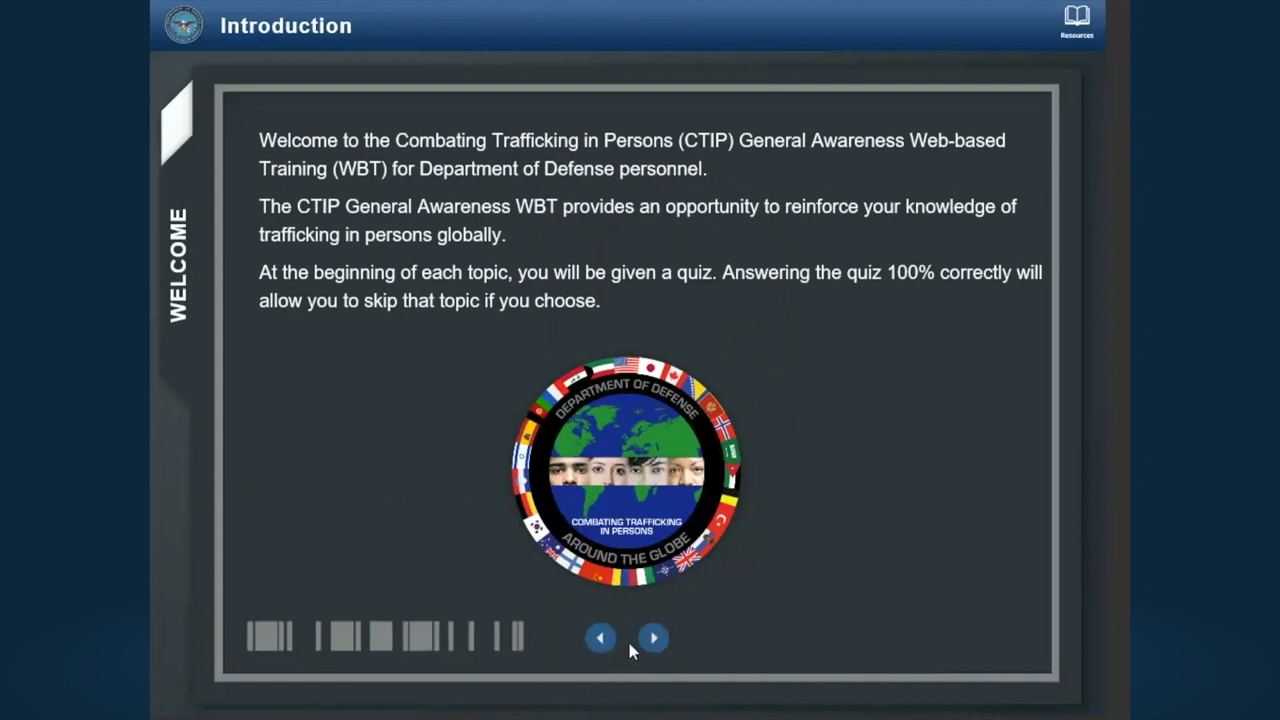 Introduction
Resources
WELCOME
Welcome to the Combating Trafficking in Persons (CTIP) General Awareness Web-based
Training (WBT) for Department of Defense personnel.
The CTIP General Awareness WBT provides an opportunity to reinforce your knowledge of
trafficking in persons globally.
At the beginning of each topic, you will be given a quiz. Answering the quiz 100% correctly will
allow you to skip that topic if you choose.
DEPARTMENT OF DEFENSE
COMBATING TRAFFICKING
IN PERSONS
AROUND THE GLOBE